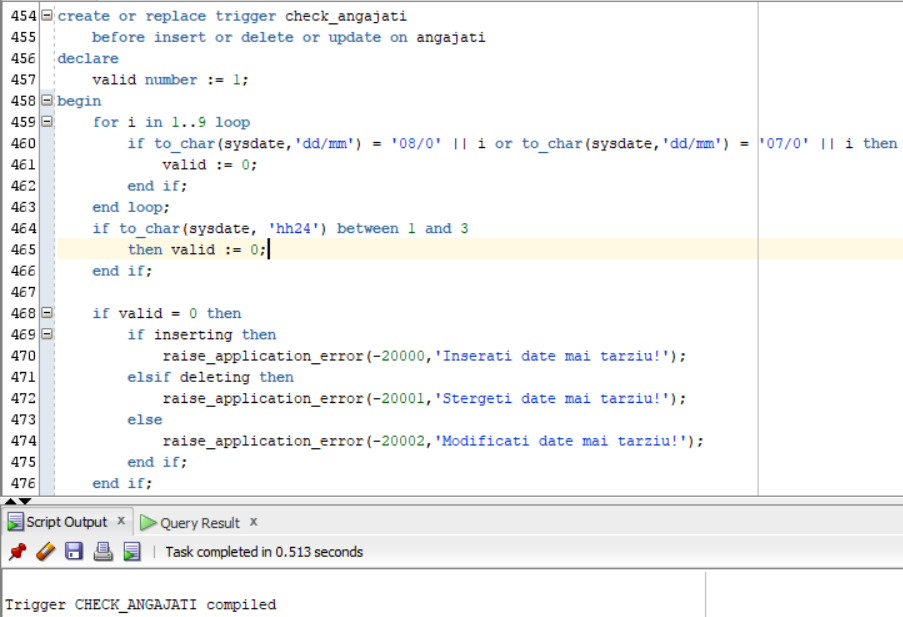 454 create or replace trigger check_angajati
455     before insert or delete or update on angajati
456 declare
457     valid number := 1;
458 begin
459     for i in 1..9 loop
460         if to_char(sysdate,'dd/mm') = '08/0' || i or to_char(sysdate,'dd/mm') = '07/0' || i then
461             valid := 0;
462         end if;
463     end loop;
464     if to_char(sysdate, 'hh24') between 1 and 3
465         then valid := 0;
466     end if;
467
468     if valid = 0 then
469         if inserting then
470             raise_application_error(-20000,'Inserati date mai tarziu!');
471         elsif deleting then
472             raise_application_error(-20001,'Stergeti date mai tarziu!');
473         else
474             raise_application_error(-20002,'Modificati date mai tarziu!');
475         end if;
476     end if;
Script Output x Query Result x
Task completed in 0.513 seconds
Trigger CHECK_ANGAJATI compiled